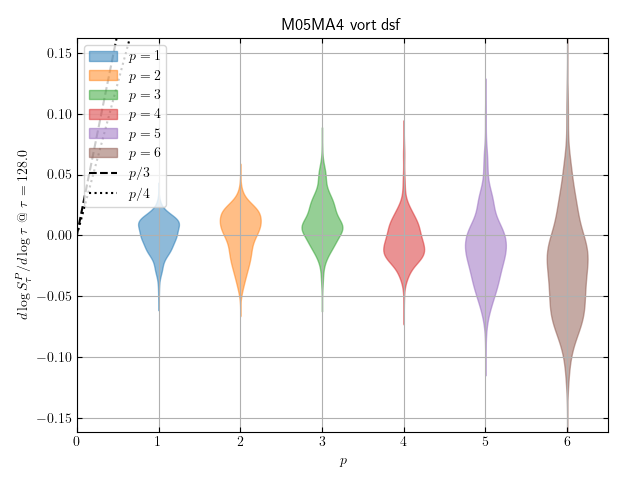 M05MA4 vort dsf
d log S_τ^P / d log τ @ τ = 128.0
0.15
0.10
0.05
0.00
−0.05
−0.10
−0.15
p = 1
p = 2
p = 3
p = 4
p = 5
p = 6
p/3
p/4
0 1 2 3 4 5 6
p